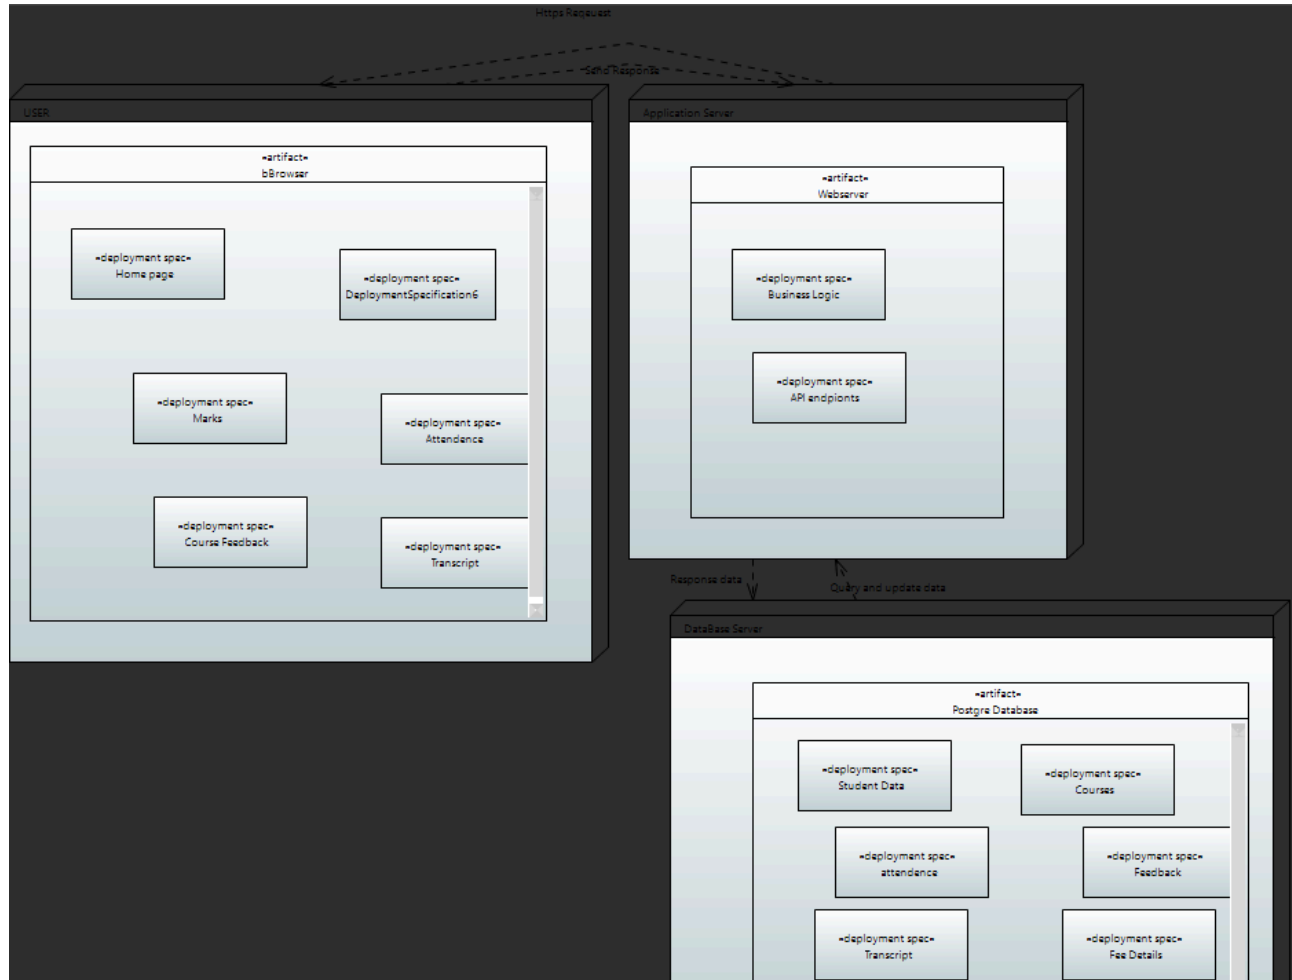 Https Reqeuest
Send Response
USER
«artifact»
bBrowser
«deployment spec»
Home page
«deployment spec»
DeploymentSpecification6
«deployment spec»
Marks
«deployment spec»
Attendence
«deployment spec»
Course Feedback
«deployment spec»
Transcript
Application Server
«artifact»
Webserver
«deployment spec»
Business Logic
«deployment spec»
API endpionts
Response data
Query and update data
DataBase Server
«artifact»
Postgre Database
«deployment spec»
Student Data
«deployment spec»
Courses
«deployment spec»
attendence
«deployment spec»
Feedback
«deployment spec»
Transcript
«deployment spec»
Fee Details